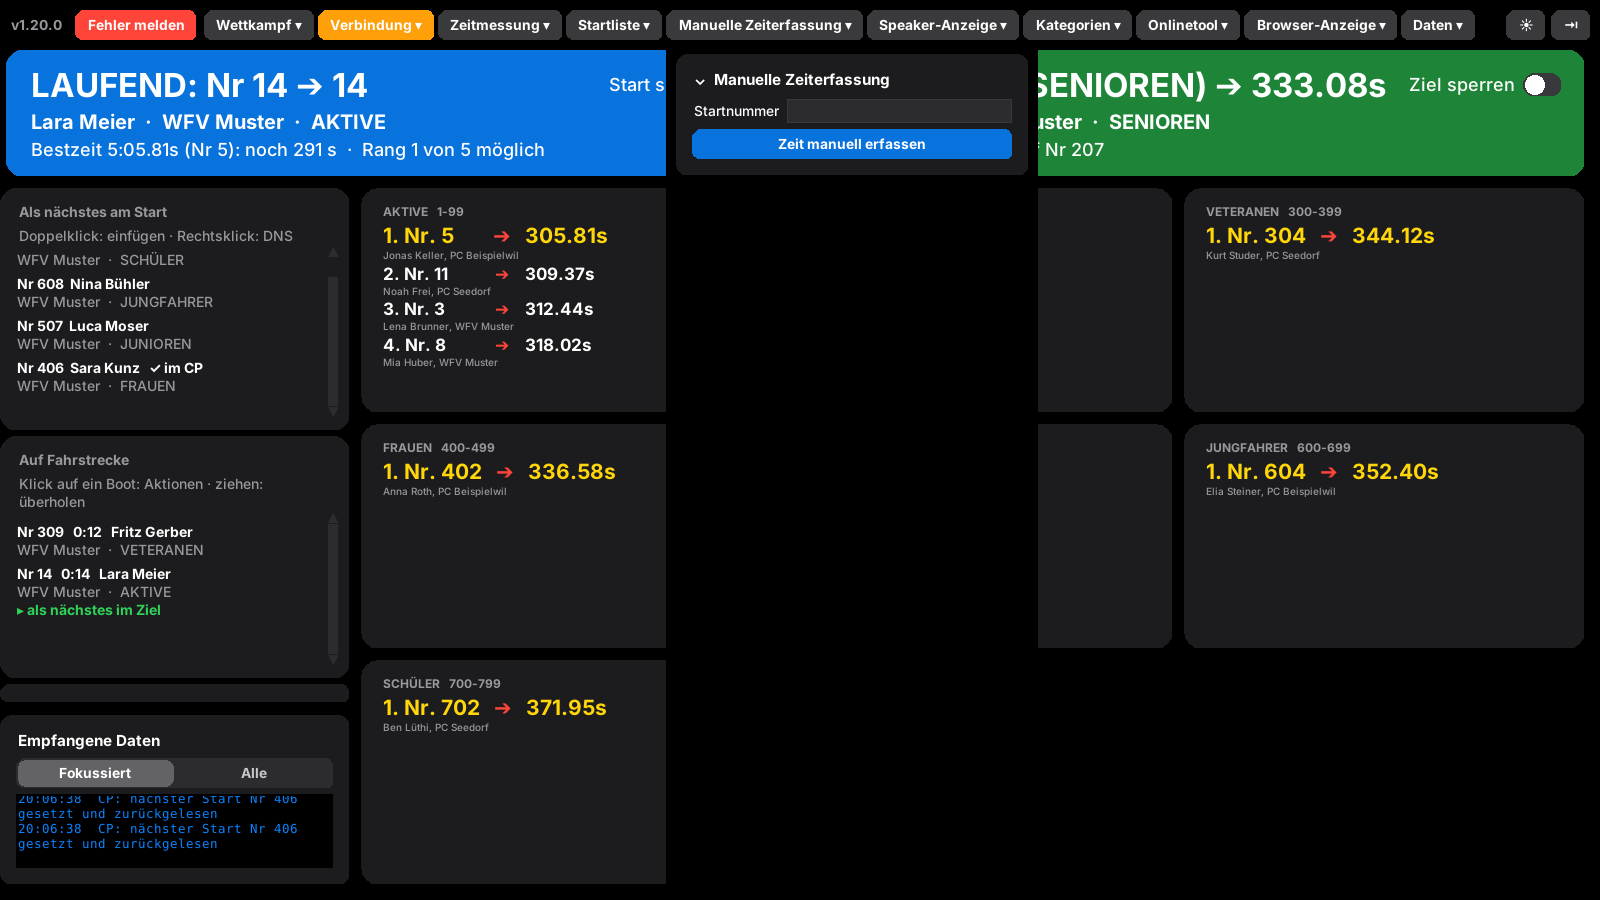 v1.20.0 Fehler melden Wettkampf ▾ Verbindung ▾ Zeitmessung ▾ Startliste ▾ Manuelle Zeiterfassung ▾ Speaker-Anzeige ▾ Kategorien ▾ Onlinetool ▾ Browser-Anzeige ▾ Daten ▾
LAUFEND: Nr 14 → 14
Start s
Lara Meier · WFV Muster · AKTIVE
Bestzeit 5:05.81s (Nr 5): noch 291 s · Rang 1 von 5 möglich
Manuelle Zeiterfassung
Startnummer
Zeit manuell erfassen
SENIOREN) → 333.08s
Ziel sperren
uster · SENIOREN
Nr 207
Als nächstes am Start
Doppelklick: einfügen · Rechtsklick: DNS
WFV Muster · SCHÜLER
Nr 608 Nina Bühler
WFV Muster · JUNGFAHRER
Nr 507 Luca Moser
WFV Muster · JUNIOREN
Nr 406 Sara Kunz ✓ im CP
WFV Muster · FRAUEN
Auf Fahrstrecke
Klick auf ein Boot: Aktionen · ziehen:
überholen
Nr 309 0:12 Fritz Gerber
WFV Muster · VETERANEN
Nr 14 0:14 Lara Meier
WFV Muster · AKTIVE
▸ als nächstes im Ziel
Empfangene Daten
Fokussiert Alle
20:06:38 CP: nächster Start Nr 406
gesetzt und zurückgelesen
20:06:38 CP: nächster Start Nr 406
gesetzt und zurückgelesen
AKTIVE 1-99
1. Nr. 5 → 305.81s
Jonas Keller, PC Beispielwil
2. Nr. 11 → 309.37s
Noah Frei, PC Seedorf
3. Nr. 3 → 312.44s
Lena Brunner, WFV Muster
4. Nr. 8 → 318.02s
Mia Huber, WFV Muster
VETERANEN 300-399
1. Nr. 304 → 344.12s
Kurt Studer, PC Seedorf
FRAUEN 400-499
1. Nr. 402 → 336.58s
Anna Roth, PC Beispielwil
JUNGFAHRER 600-699
1. Nr. 604 → 352.40s
Elia Steiner, PC Beispielwil
SCHÜLER 700-799
1. Nr. 702 → 371.95s
Ben Lüthi, PC Seedorf